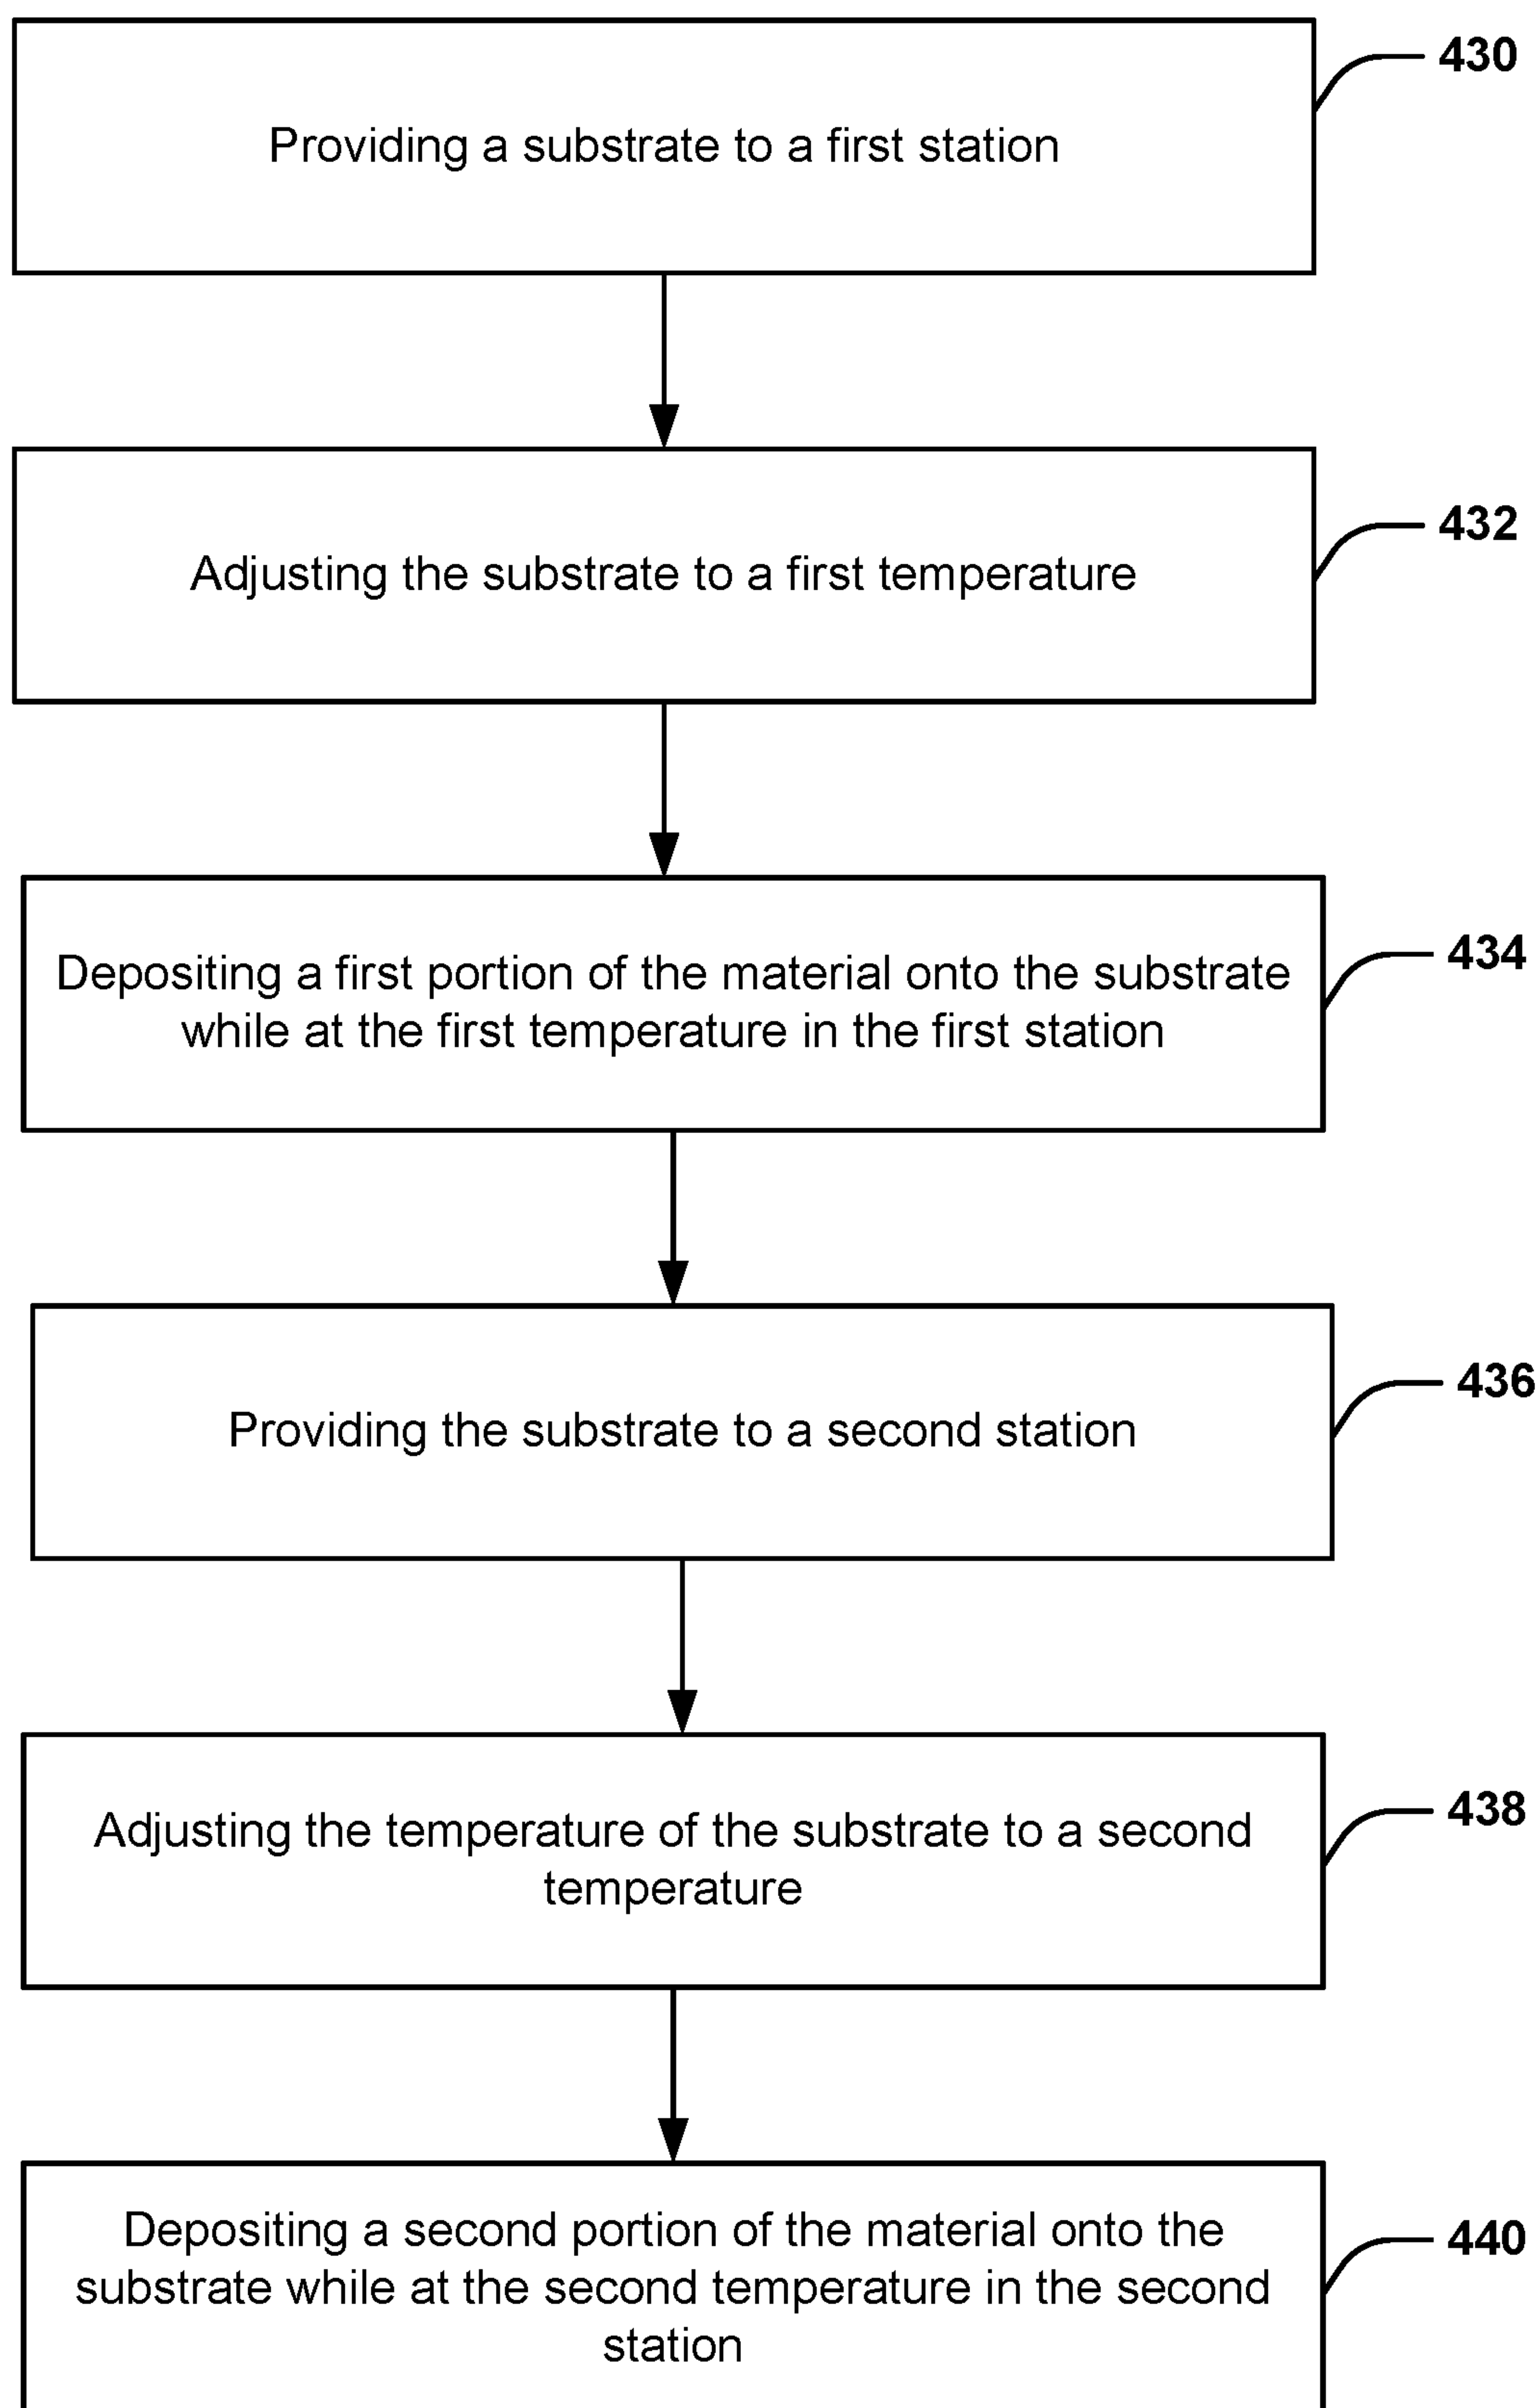 430
Providing a substrate to a first station
432
Adjusting the substrate to a first temperature
434
Depositing a first portion of the material onto the substrate
while at the first temperature in the first station
436
Providing the substrate to a second station
438
Adjusting the temperature of the substrate to a second
temperature
440
Depositing a second portion of the material onto the
substrate while at the second temperature in the second
station